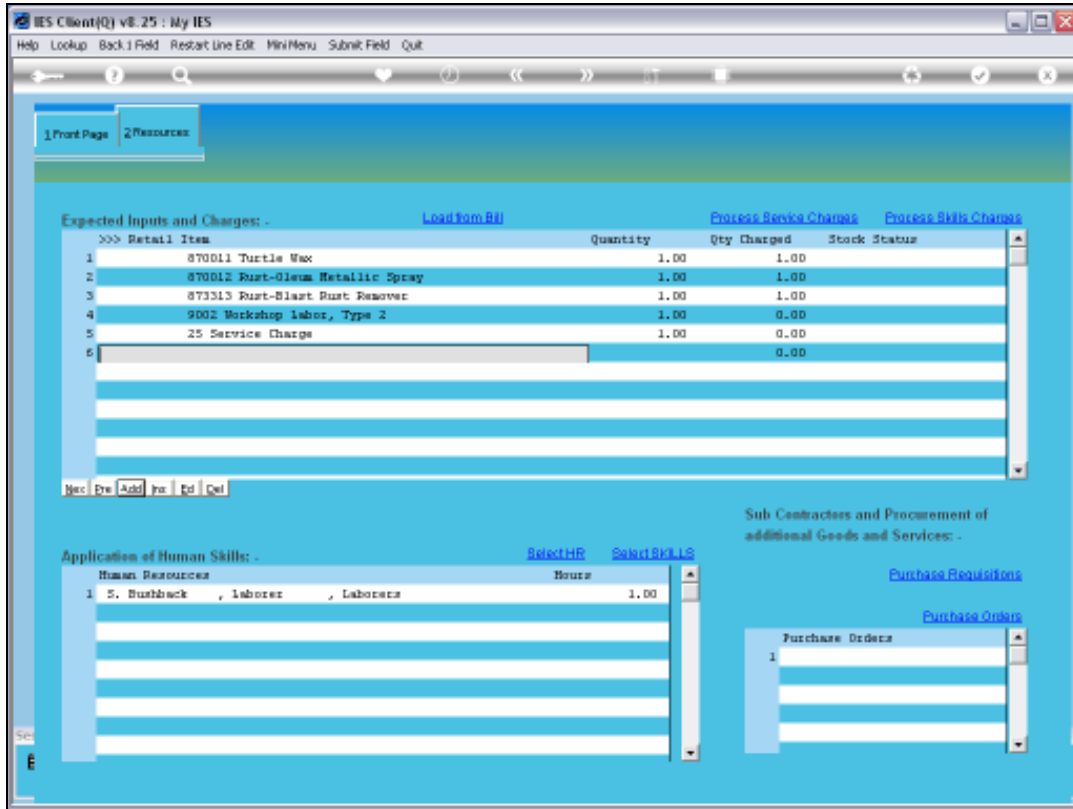 IES Client(Q) v8.25 : My IES
Help Lookup Back 1 Field Restart Line Edit MiniMenu Submit Field Quit
1 Front Page 2 Resources
Expected Inputs and Charges: - Load from Bill Process Service Charges Process Skills Charges
>>> Retail Item Quantity Qty Charged Stock Status
1 870011 Turtle Wax 1.00 1.00
2 870012 Rust-Oleum Metallic Spray 1.00 1.00
3 873313 Rust-Blast Rust Remover 1.00 1.00
4 9002 Workshop labor, Type 2 1.00 0.00
5 25 Service Charge 1.00 0.00
6 0.00
Nex Pre Add Ins Ed Del
Sub Contractors and Procurement of
additional Goods and Services: -
Application of Human Skills: - Select HR Select SKILLS
Human Resources Hours
1 S. Bushback , laborer , Laborers 1.00
Purchase Requisitions
Purchase Orders
Purchase Orders
1